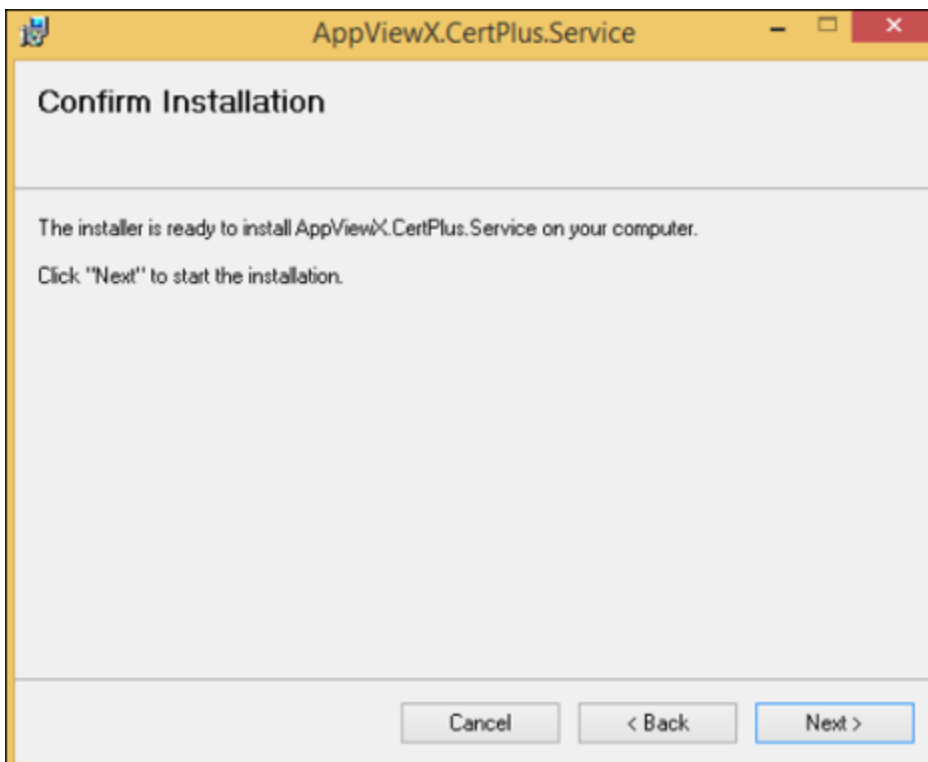 AppViewX.CertPlus.Service
Confirm Installation
The installer is ready to install AppViewX.CertPlus.Service on your computer.
Click "Next" to start the installation.
Cancel
< Back
Next >